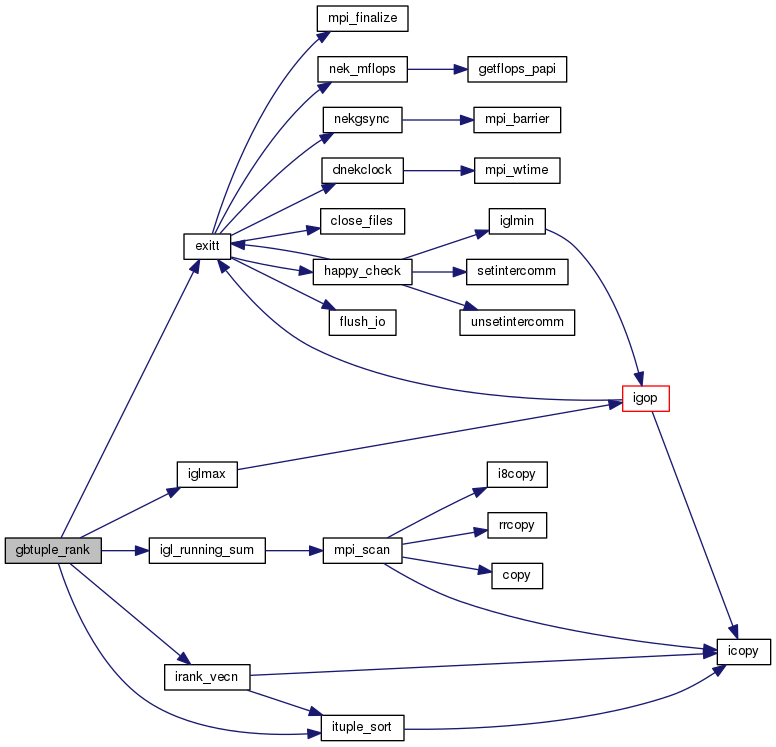 mpi_finalize
nek_mflops
getflops_papi
nekgsync
mpi_barrier
dnekclock
mpi_wtime
close_files
iglmin
exitt
happy_check
setintercomm
flush_io
unsetintercomm
igop
iglmax
i8copy
rrcopy
gbtuple_rank
igl_running_sum
mpi_scan
copy
icopy
irank_vecn
ituple_sort